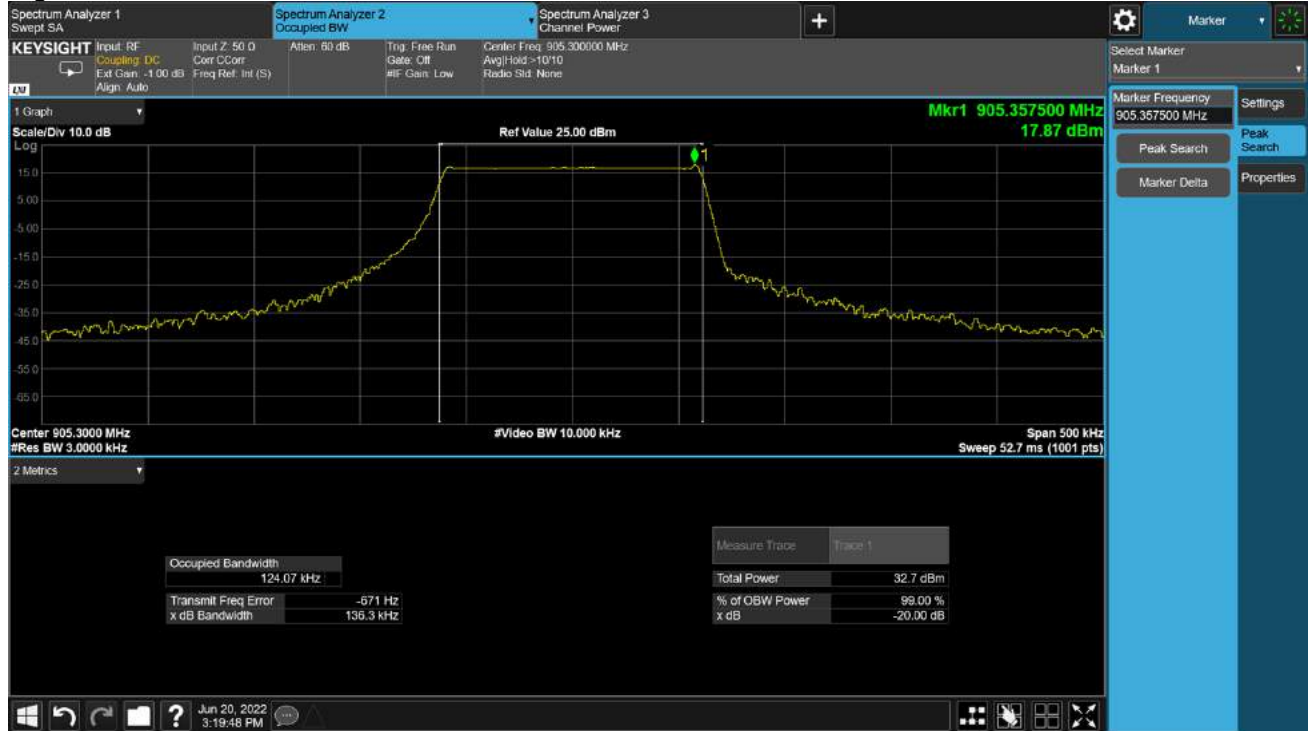 Spectrum Analyzer 1
Swept SA
Spectrum Analyzer 2
Occupied BW
Spectrum Analyzer 3
Channel Power
Marker
KEYSIGHT
Input: RF
Coupling: DC
Ext Gain: -1.00 dB
Align: Auto
Input Z: 50 Ω
Corr CCorr
Freq Ref: Int (S)
Atten: 60 dB
Trig: Free Run
Gate: Off
#IF Gain: Low
Center Freq: 905.300000 MHz
Avg|Hold:>10/10
Radio Std: None
LXI
Select Marker
Marker 1
Marker Frequency
905.357500 MHz
Peak Search
Marker Delta
Settings
Peak
Search
Properties
1 Graph
Scale/Div 10.0 dB
Log
Ref Value 25.00 dBm
Mkr1 905.357500 MHz
17.87 dBm
1
15.0
5.00
-5.00
-15.0
-25.0
-35.0
-45.0
-55.0
-65.0
Center 905.3000 MHz
#Res BW 3.0000 kHz
#Video BW 10.000 kHz
Span 500 kHz
Sweep 52.7 ms (1001 pts)
2 Metrics
Measure Trace Trace 1
Occupied Bandwidth
124.07 kHz
Total Power 32.7 dBm
Transmit Freq Error -671 Hz
x dB Bandwidth 136.3 kHz
% of OBW Power 99.00 %
x dB -20.00 dB
?
Jun 20, 2022
3:19:48 PM